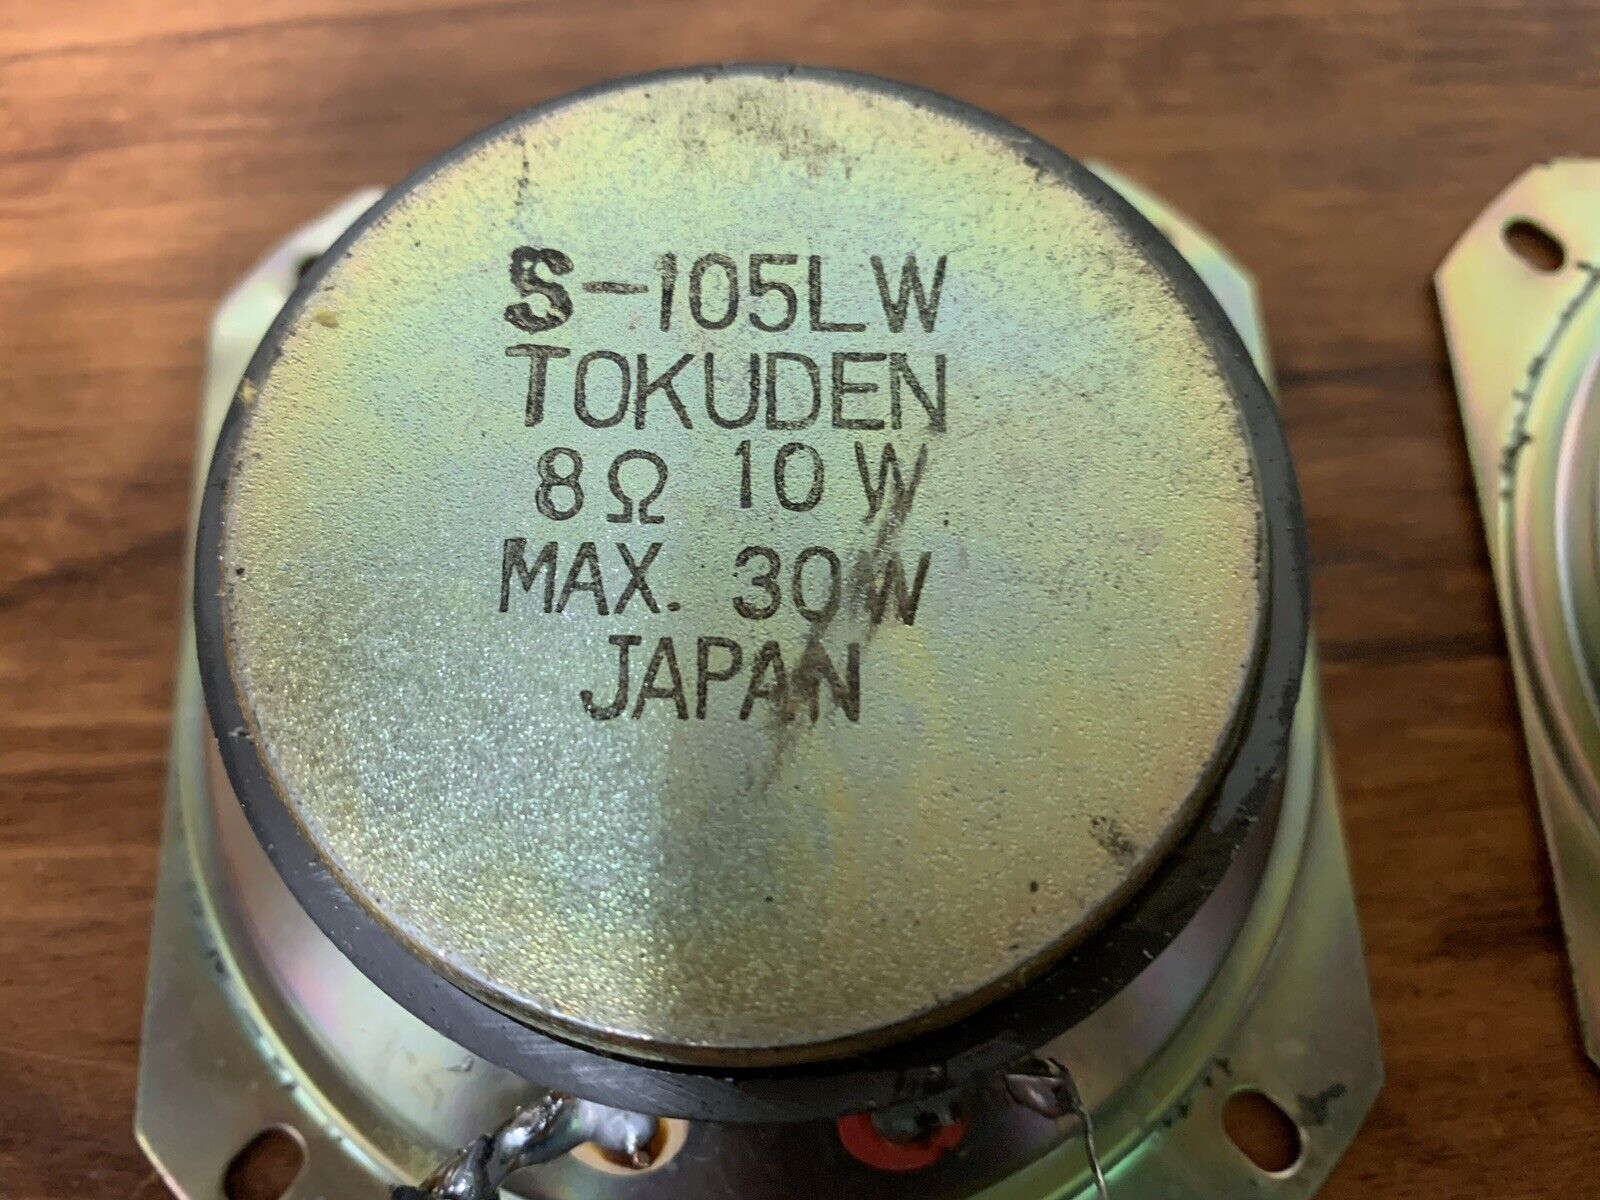 S-105LW
TOKUDEN
8Ω 10W
MAX. 30W
JAPAN